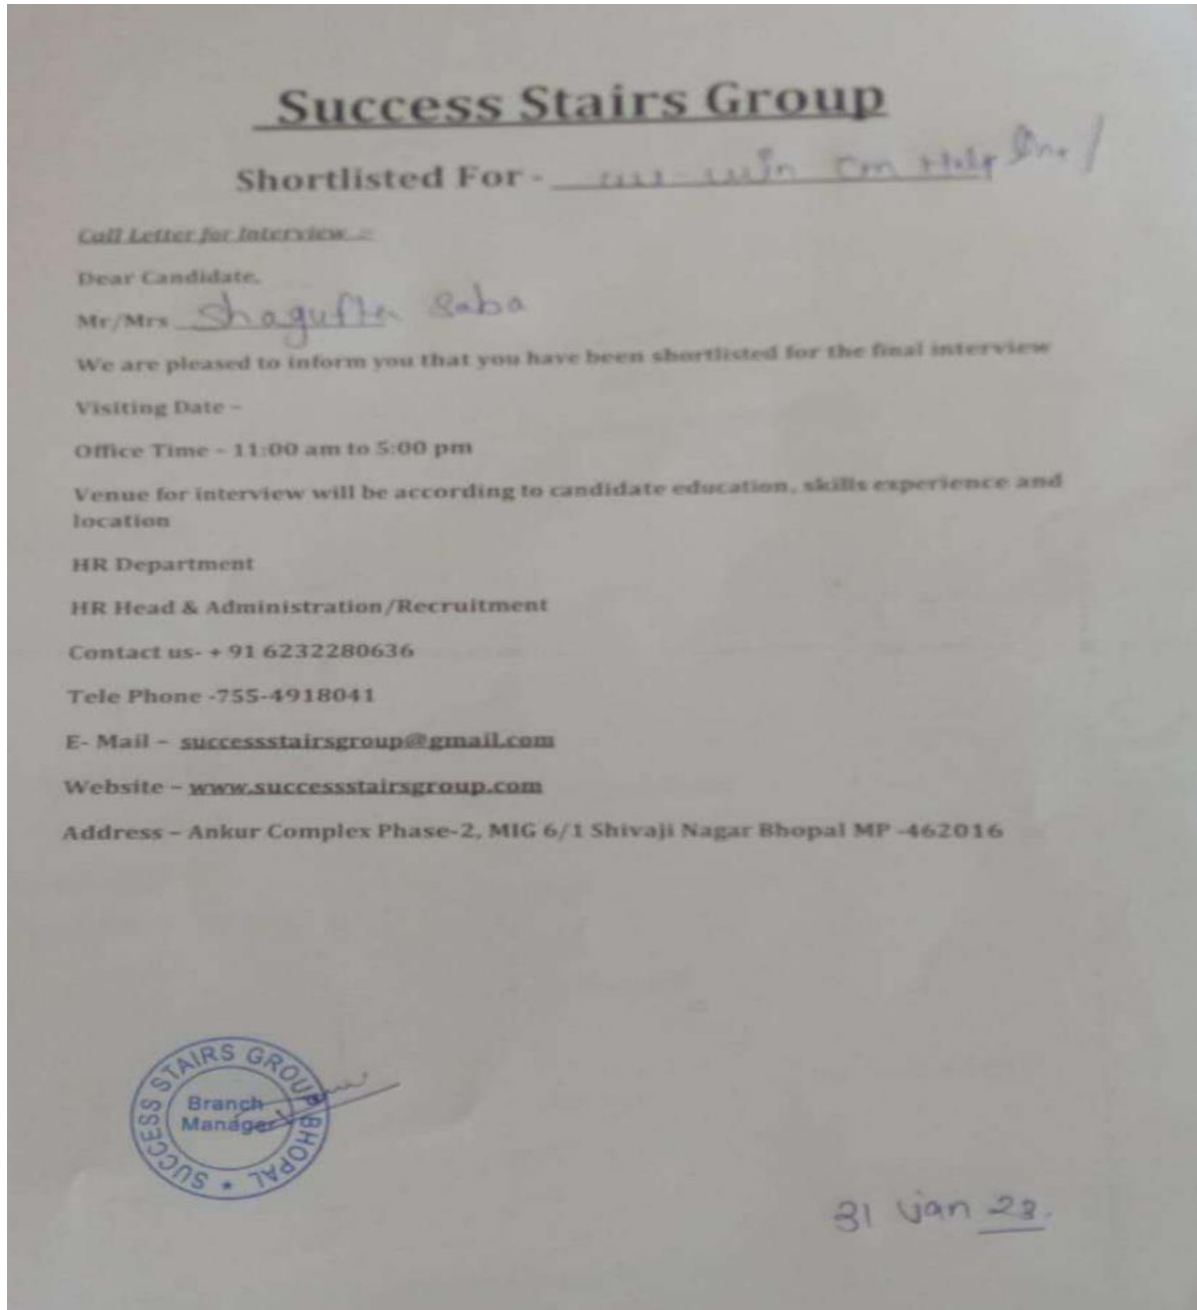 Success Stairs Group
Shortlisted For - win cm Help line /
Call Letter for Interview :-
Dear Candidate,
Mr/Mrs Shagufta Saba
We are pleased to inform you that you have been shortlisted for the final interview
Visiting Date –
Office Time – 11:00 am to 5:00 pm
Venue for interview will be according to candidate education, skills experience and
location
HR Department
HR Head & Administration/Recruitment
Contact us- + 91 6232280636
Tele Phone -755-4918041
E- Mail – successstairsgroup@gmail.com
Website – www.successstairsgroup.com
Address – Ankur Complex Phase-2, MIG 6/1 Shivaji Nagar Bhopal MP -462016
SUCCESS STAIRS GROUP BHOPAL *
Branch
Manager
31 Jan 23.